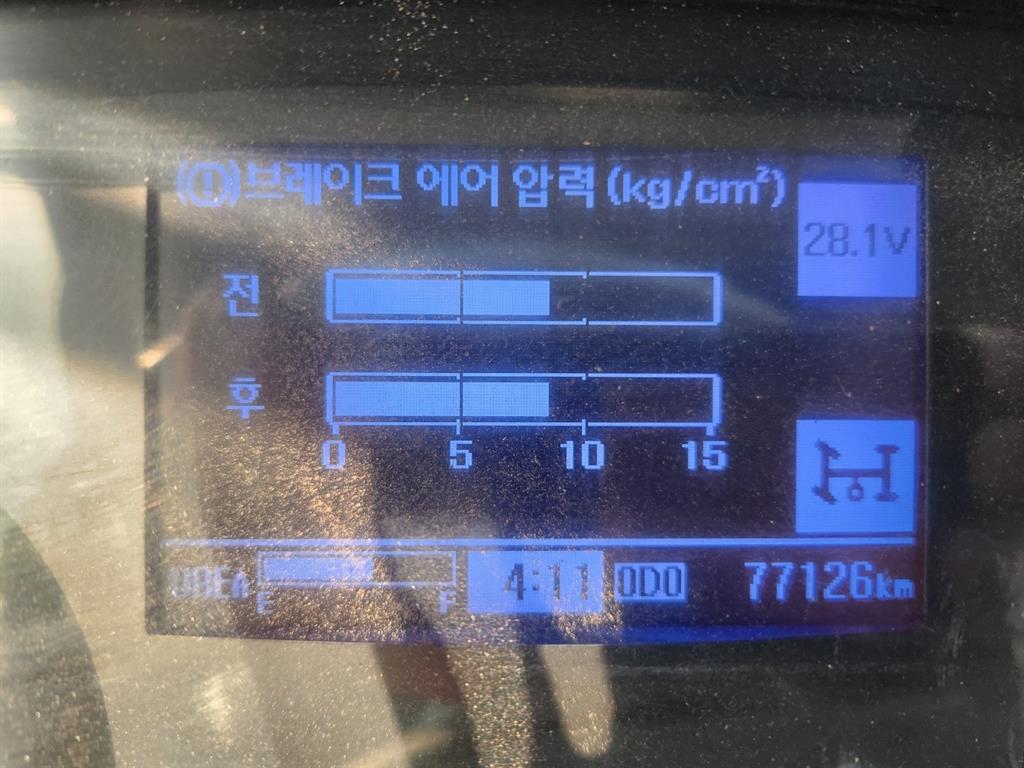 (!)브레이크 에어 압력 (kg/cm²)
28.1V
전
후
0 5 10 15
UREA E F 4:11 ODO 77126km